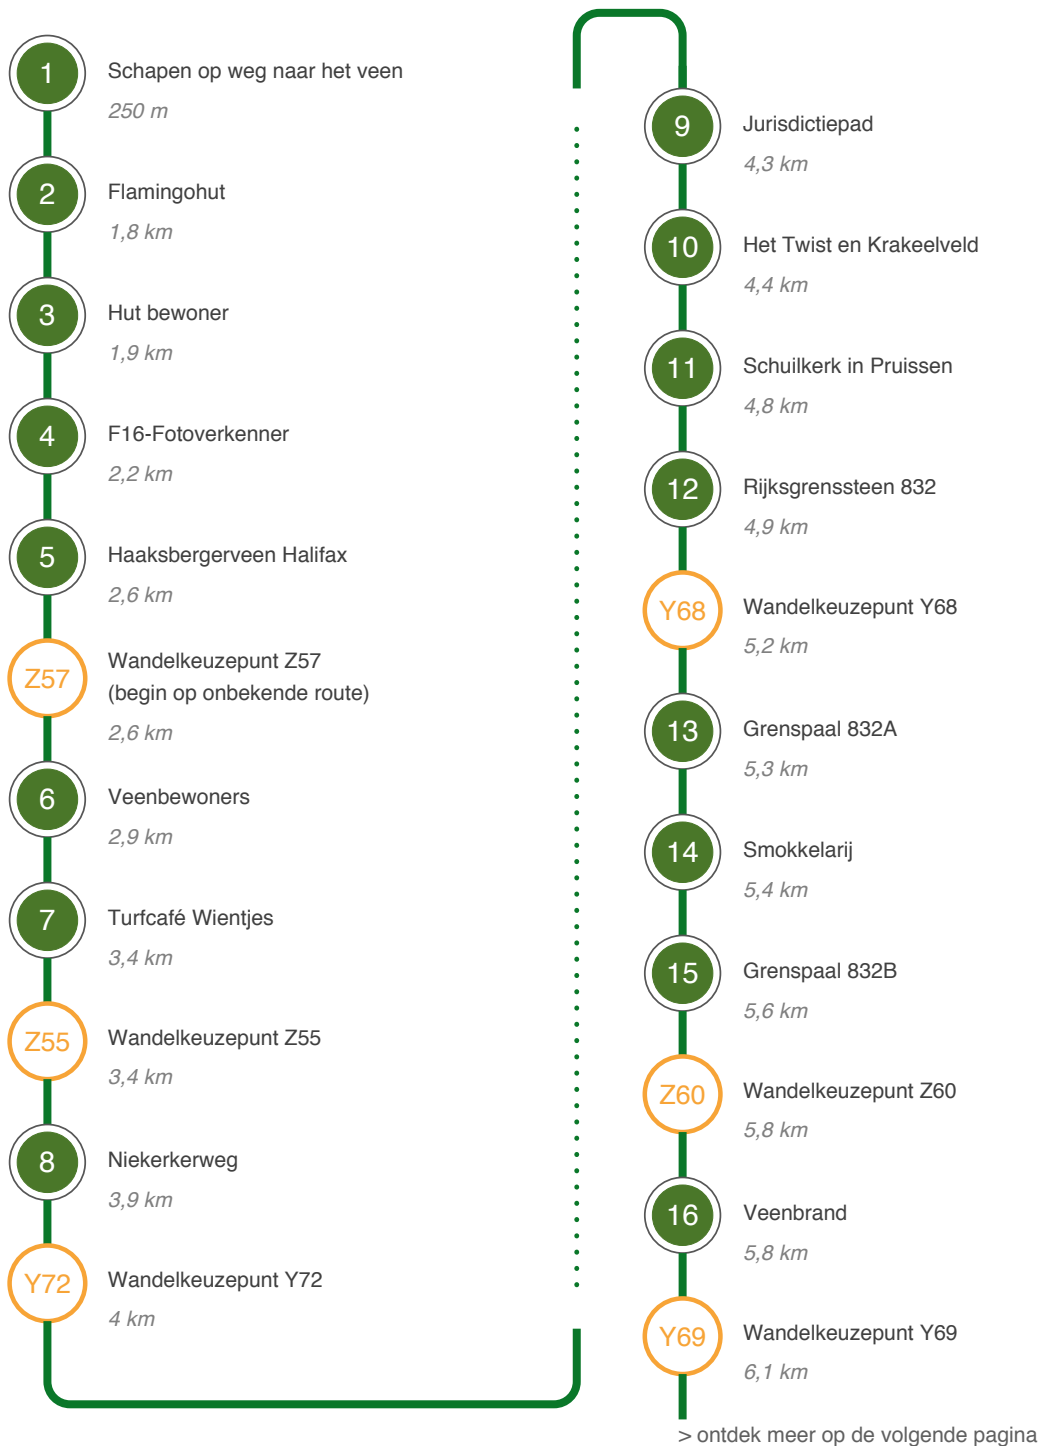 1
Schapen op weg naar het veen
250 m
2
Flamingohut
1,8 km
3
Hut bewoner
1,9 km
4
F16-Fotoverkenner
2,2 km
5
Haaksbergerveen Halifax
2,6 km
Z57
Wandelkeuzepunt Z57
(begin op onbekende route)
2,6 km
6
Veenbewoners
2,9 km
7
Turfcafé Wientjes
3,4 km
Z55
Wandelkeuzepunt Z55
3,4 km
8
Niekerkerweg
3,9 km
Y72
Wandelkeuzepunt Y72
4 km
9
Jurisdictiepad
4,3 km
10
Het Twist en Krakeelveld
4,4 km
11
Schuilkerk in Pruissen
4,8 km
12
Rijksgrenssteen 832
4,9 km
Y68
Wandelkeuzepunt Y68
5,2 km
13
Grenspaal 832A
5,3 km
14
Smokkelarij
5,4 km
15
Grenspaal 832B
5,6 km
Z60
Wandelkeuzepunt Z60
5,8 km
16
Veenbrand
5,8 km
Y69
Wandelkeuzepunt Y69
6,1 km
> ontdek meer op de volgende pagina